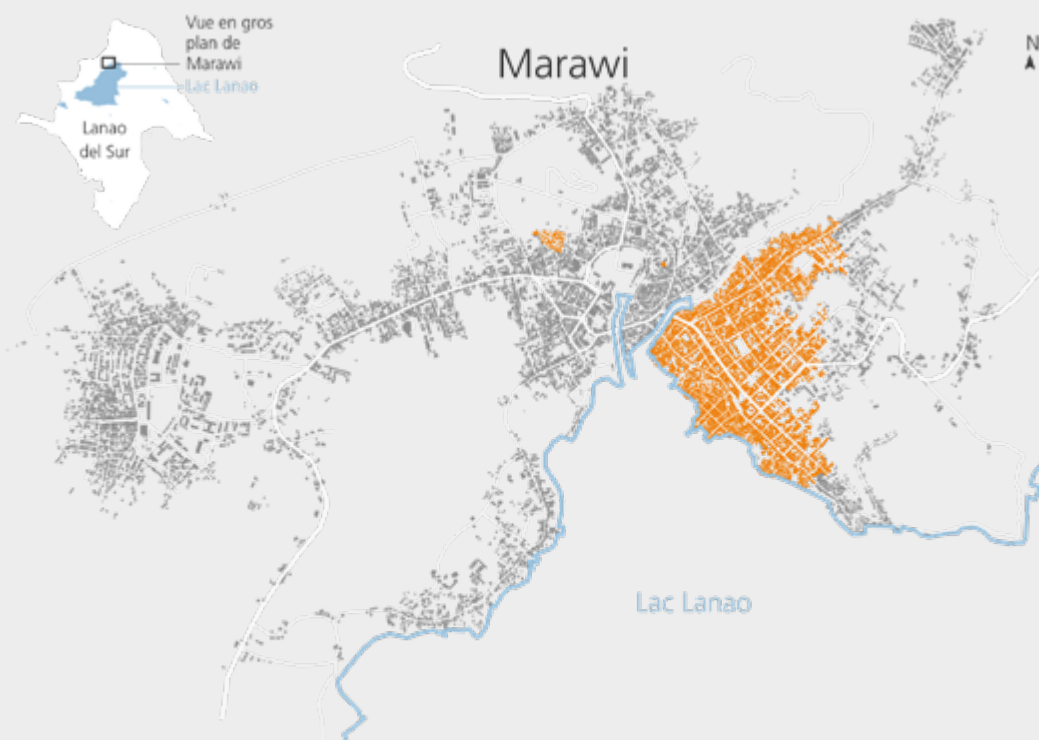 Vue en gros
plan de
Marawi
Lac Lanao
Lanao
del Sur
Marawi
N
Lac Lanao